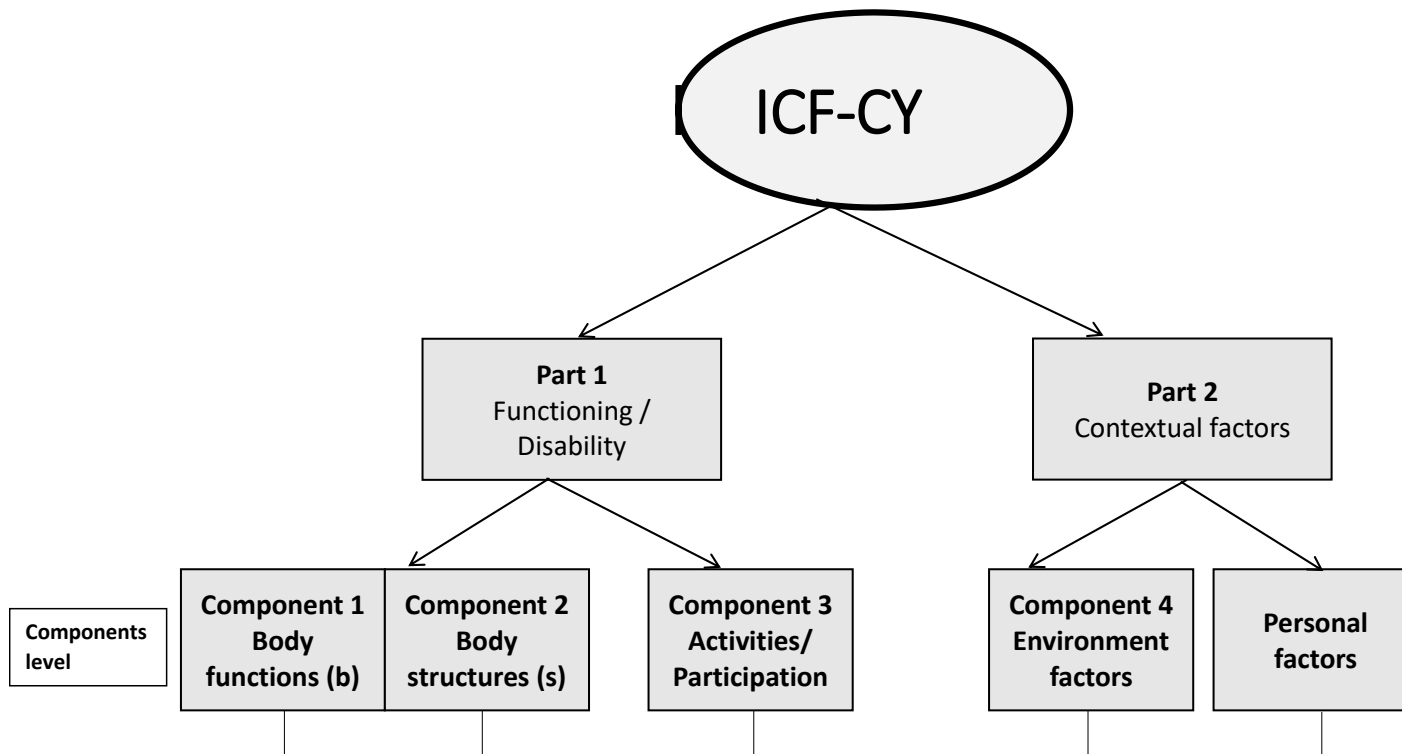 ICF-CY
Part 1
Functioning /
Disability
Part 2
Contextual factors
Components
level
Component 1
Body
functions (b)
Component 2
Body
structures (s)
Component 3
Activities/
Participation
Component 4
Environment
factors
Personal
factors